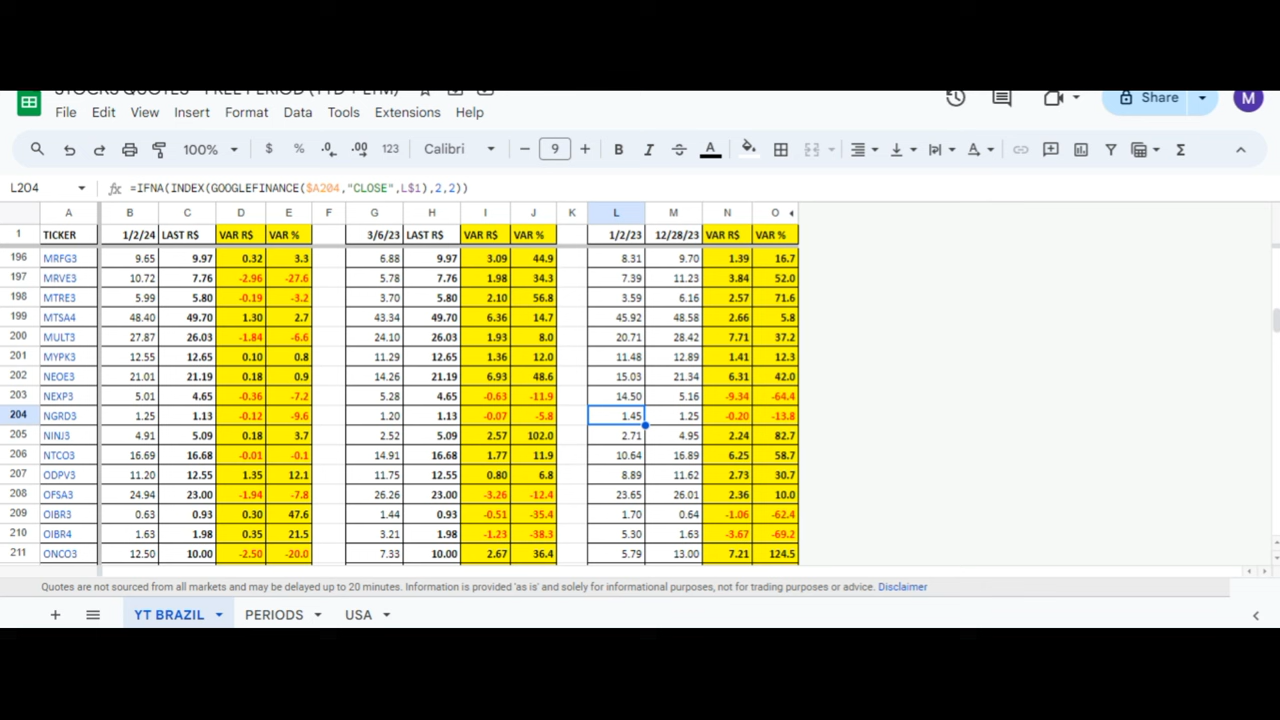 STOCKS QUOTES - FREE PERIOD (YTD + LTM)
File Edit View Insert Format Data Tools Extensions Help
Share M
100% $ % .0 .00 123 Calibri 9 B I A
L204 fx =IFNA(INDEX(GOOGLEFINANCE($A204,"CLOSE",L$1),2,2))
A B C D E F G H I J K L M N O
1 TICKER 1/2/24 LAST R$ VAR R$ VAR % 3/6/23 LAST R$ VAR R$ VAR % 1/2/23 12/28/23 VAR R$ VAR %
196 MRFG3 9.65 9.97 0.32 3.3 6.88 9.97 3.09 44.9 8.31 9.70 1.39 16.7
197 MRVE3 10.72 7.76 -2.96 -27.6 5.78 7.76 1.98 34.3 7.39 11.23 3.84 52.0
198 MTRE3 5.99 5.80 -0.19 -3.2 3.70 5.80 2.10 56.8 3.59 6.16 2.57 71.6
199 MTSA4 48.40 49.70 1.30 2.7 43.34 49.70 6.36 14.7 45.92 48.58 2.66 5.8
200 MULT3 27.87 26.03 -1.84 -6.6 24.10 26.03 1.93 8.0 20.71 28.42 7.71 37.2
201 MYPK3 12.55 12.65 0.10 0.8 11.29 12.65 1.36 12.0 11.48 12.89 1.41 12.3
202 NEOE3 21.01 21.19 0.18 0.9 14.26 21.19 6.93 48.6 15.03 21.34 6.31 42.0
203 NEXP3 5.01 4.65 -0.36 -7.2 5.28 4.65 -0.63 -11.9 14.50 5.16 -9.34 -64.4
204 NGRD3 1.25 1.13 -0.12 -9.6 1.20 1.13 -0.07 -5.8 1.45 1.25 -0.20 -13.8
205 NINJ3 4.91 5.09 0.18 3.7 2.52 5.09 2.57 102.0 2.71 4.95 2.24 82.7
206 NTCO3 16.69 16.68 -0.01 -0.1 14.91 16.68 1.77 11.9 10.64 16.89 6.25 58.7
207 ODPV3 11.20 12.55 1.35 12.1 11.75 12.55 0.80 6.8 8.89 11.62 2.73 30.7
208 OFSA3 24.94 23.00 -1.94 -7.8 26.26 23.00 -3.26 -12.4 23.65 26.01 2.36 10.0
209 OIBR3 0.63 0.93 0.30 47.6 1.44 0.93 -0.51 -35.4 1.70 0.64 -1.06 -62.4
210 OIBR4 1.63 1.98 0.35 21.5 3.21 1.98 -1.23 -38.3 5.30 1.63 -3.67 -69.2
211 ONCO3 12.50 10.00 -2.50 -20.0 7.33 10.00 2.67 36.4 5.79 13.00 7.21 124.5
Quotes are not sourced from all markets and may be delayed up to 20 minutes. Information is provided 'as is' and solely for informational purposes, not for trading purposes or advice. Disclaimer
YT BRAZIL PERIODS USA